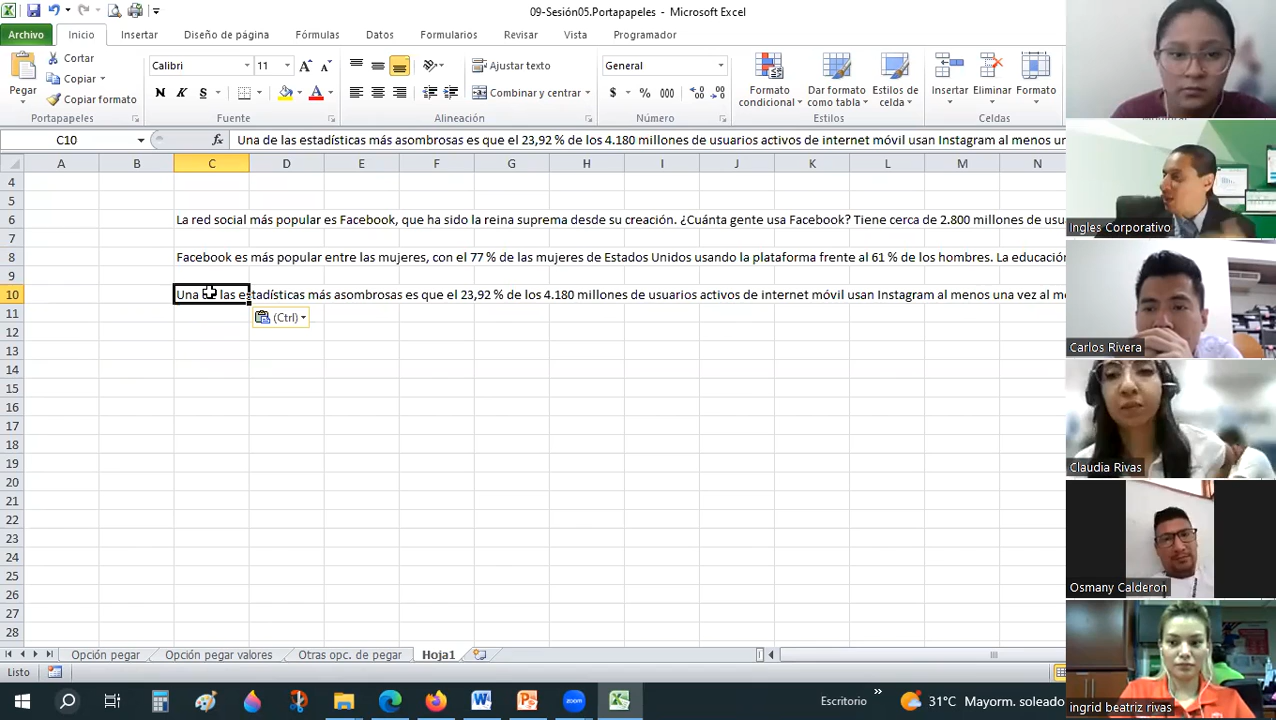 09-Sesión05.Portapapeles - Microsoft Excel
Archivo Inicio Insertar Diseño de página Fórmulas Datos Formularios Revisar Vista Programador
Cortar
Copiar
Copiar formato
Pegar
Portapapeles
Calibri 11
N K S
Fuente
Ajustar texto
Combinar y centrar
Alineación
General
$ % 000
Número
Formato condicional
Dar formato como tabla
Estilos de celda
Estilos
Insertar Eliminar Formato
Celdas
C10 fx Una de las estadísticas más asombrosas es que el 23,92 % de los 4.180 millones de usuarios activos de internet móvil usan Instagram al menos un
A B C D E F G H I J K L M N
4
5
6 La red social más popular es Facebook, que ha sido la reina suprema desde su creación. ¿Cuánta gente usa Facebook? Tiene cerca de 2.800 millones de usu
7
8 Facebook es más popular entre las mujeres, con el 77 % de las mujeres de Estados Unidos usando la plataforma frente al 61 % de los hombres. La educación
9
10 Una de las estadísticas más asombrosas es que el 23,92 % de los 4.180 millones de usuarios activos de internet móvil usan Instagram al menos una vez al me
11 (Ctrl)
12
13
14
15
16
17
18
19
20
21
22
23
24
25
26
27
28
Opción pegar Opción pegar valores Otras opc. de pegar Hoja1
Listo
Escritorio » 31°C Mayorm. soleado
Ingles Corporativo
Carlos Rivera
Claudia Rivas
Osmany Calderon
ingrid beatriz rivas